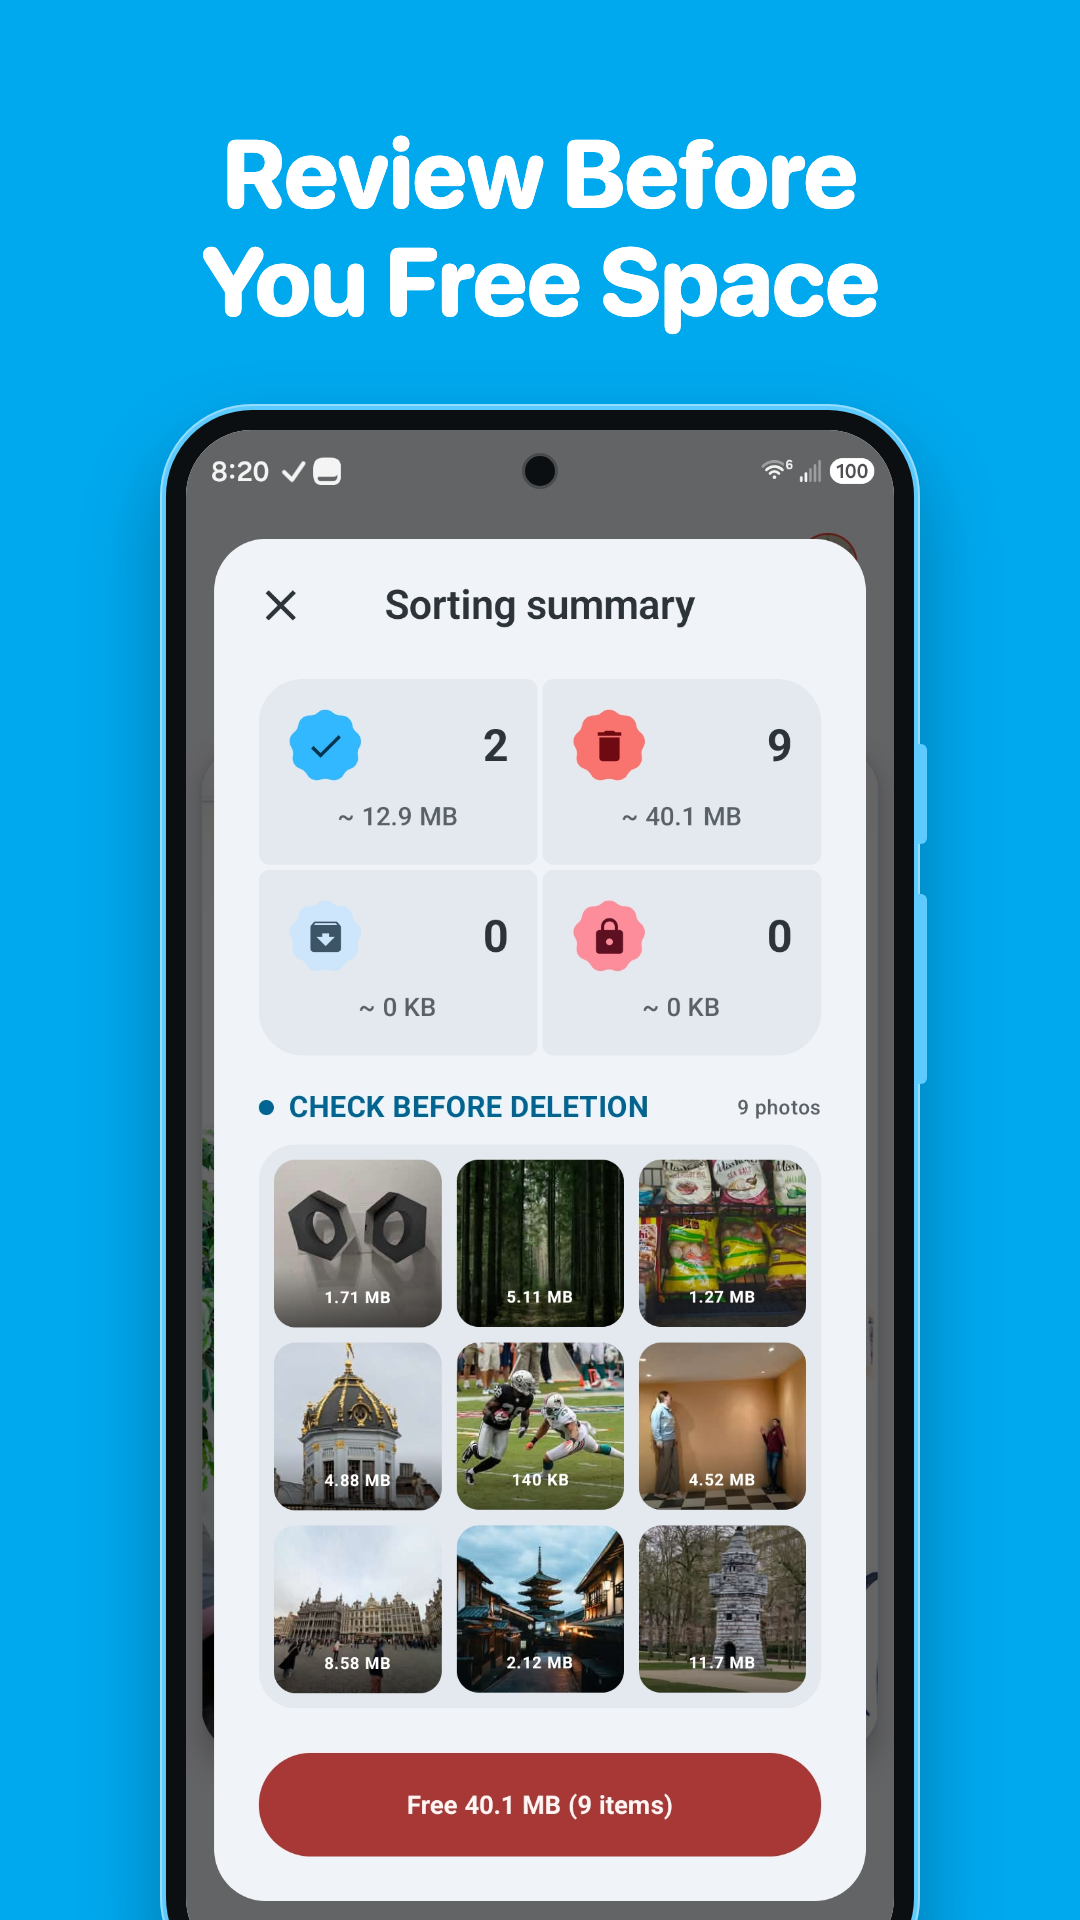 Review Before
You Free Space
8:20
6
100
Sorting summary
2
9
~ 12.9 MB
~ 40.1 MB
0
0
~ 0 KB
~ 0 KB
CHECK BEFORE DELETION
9 photos
SEA SALT
1.71 MB
5.11 MB
1.27 MB
4.88 MB
140 KB
4.52 MB
8.58 MB
2.12 MB
11.7 MB
Free 40.1 MB (9 items)